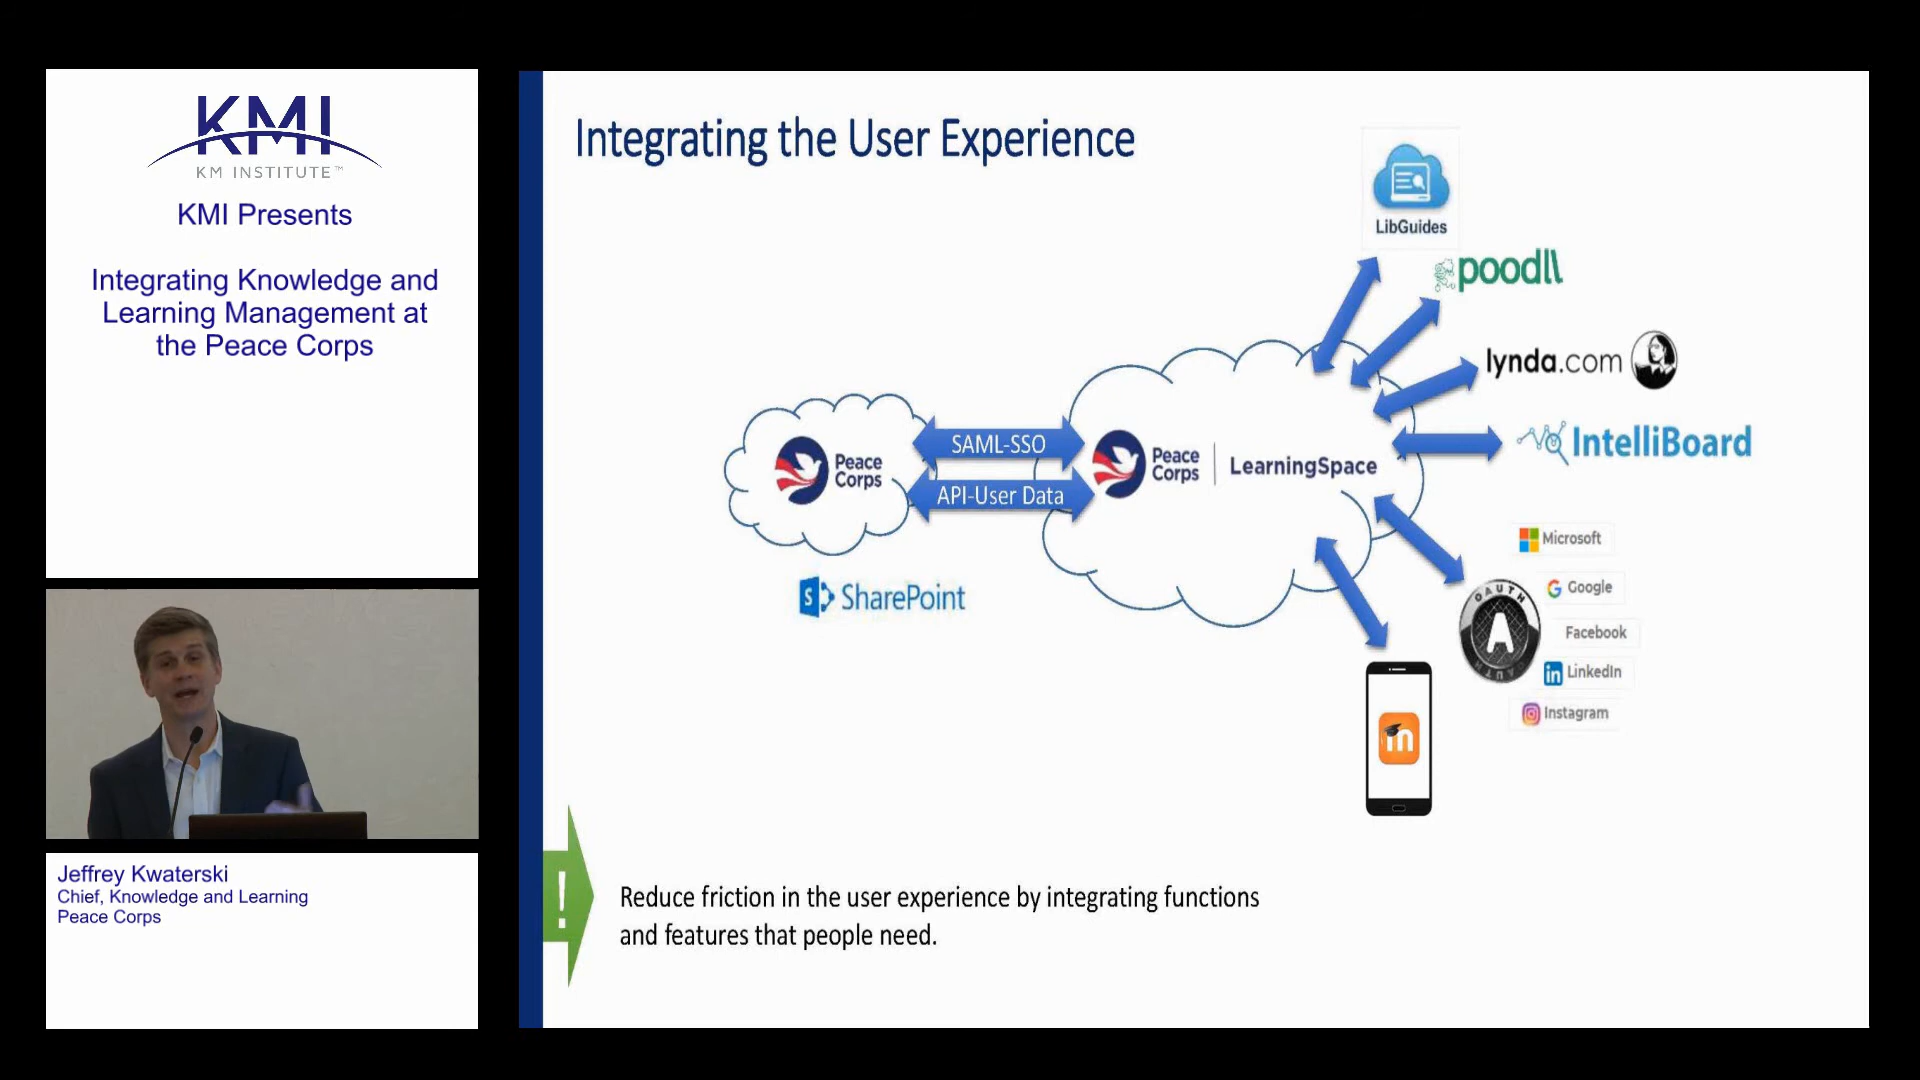 KMI
KM INSTITUTE™
KMI Presents
Integrating Knowledge and
Learning Management at
the Peace Corps
Jeffrey Kwaterski
Chief, Knowledge and Learning
Peace Corps
Integrating the User Experience
LibGuides
poodll
lynda.com
IntelliBoard
SAML-SSO
API-User Data
Peace
Corps
Peace
Corps
LearningSpace
S
SharePoint
Microsoft
Google
Facebook
in LinkedIn
Instagram
OAUTH
A
OAUTH
m
!
Reduce friction in the user experience by integrating functions
and features that people need.